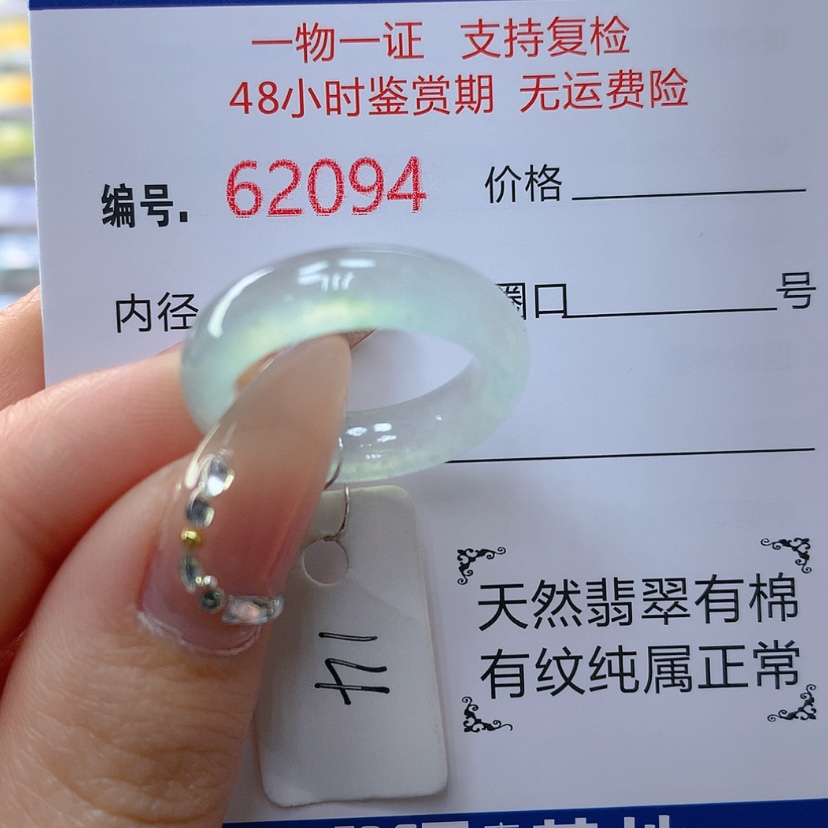 一物一证 支持复检
48小时鉴赏期 无运费险
编号. 62094 价格
内径 圈口 号
14
天然翡翠有棉
有纹纯属正常